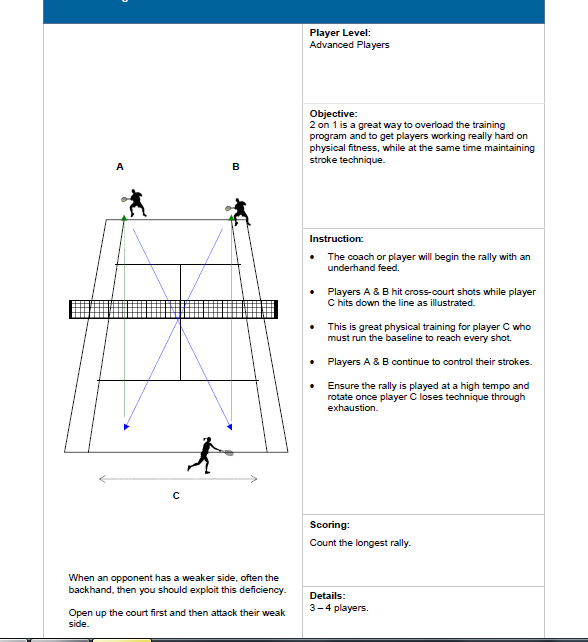 Player Level:
Advanced Players
Objective:
2 on 1 is a great way to overload the training
program and to get players working really hard on
physical fitness, while at the same time maintaining
stroke technique.
A B
Instruction:
• The coach or player will begin the rally with an
underhand feed.
• Players A & B hit cross-court shots while player
C hits down the line as illustrated.
• This is great physical training for player C who
must run the baseline to reach every shot.
• Players A & B continue to control their strokes.
• Ensure the rally is played at a high tempo and
rotate once player C loses technique through
exhaustion.
C
Scoring:
Count the longest rally.
When an opponent has a weaker side, often the
backhand, then you should exploit this deficiency.
Open up the court first and then attack their weak
side.
Details:
3 – 4 players.